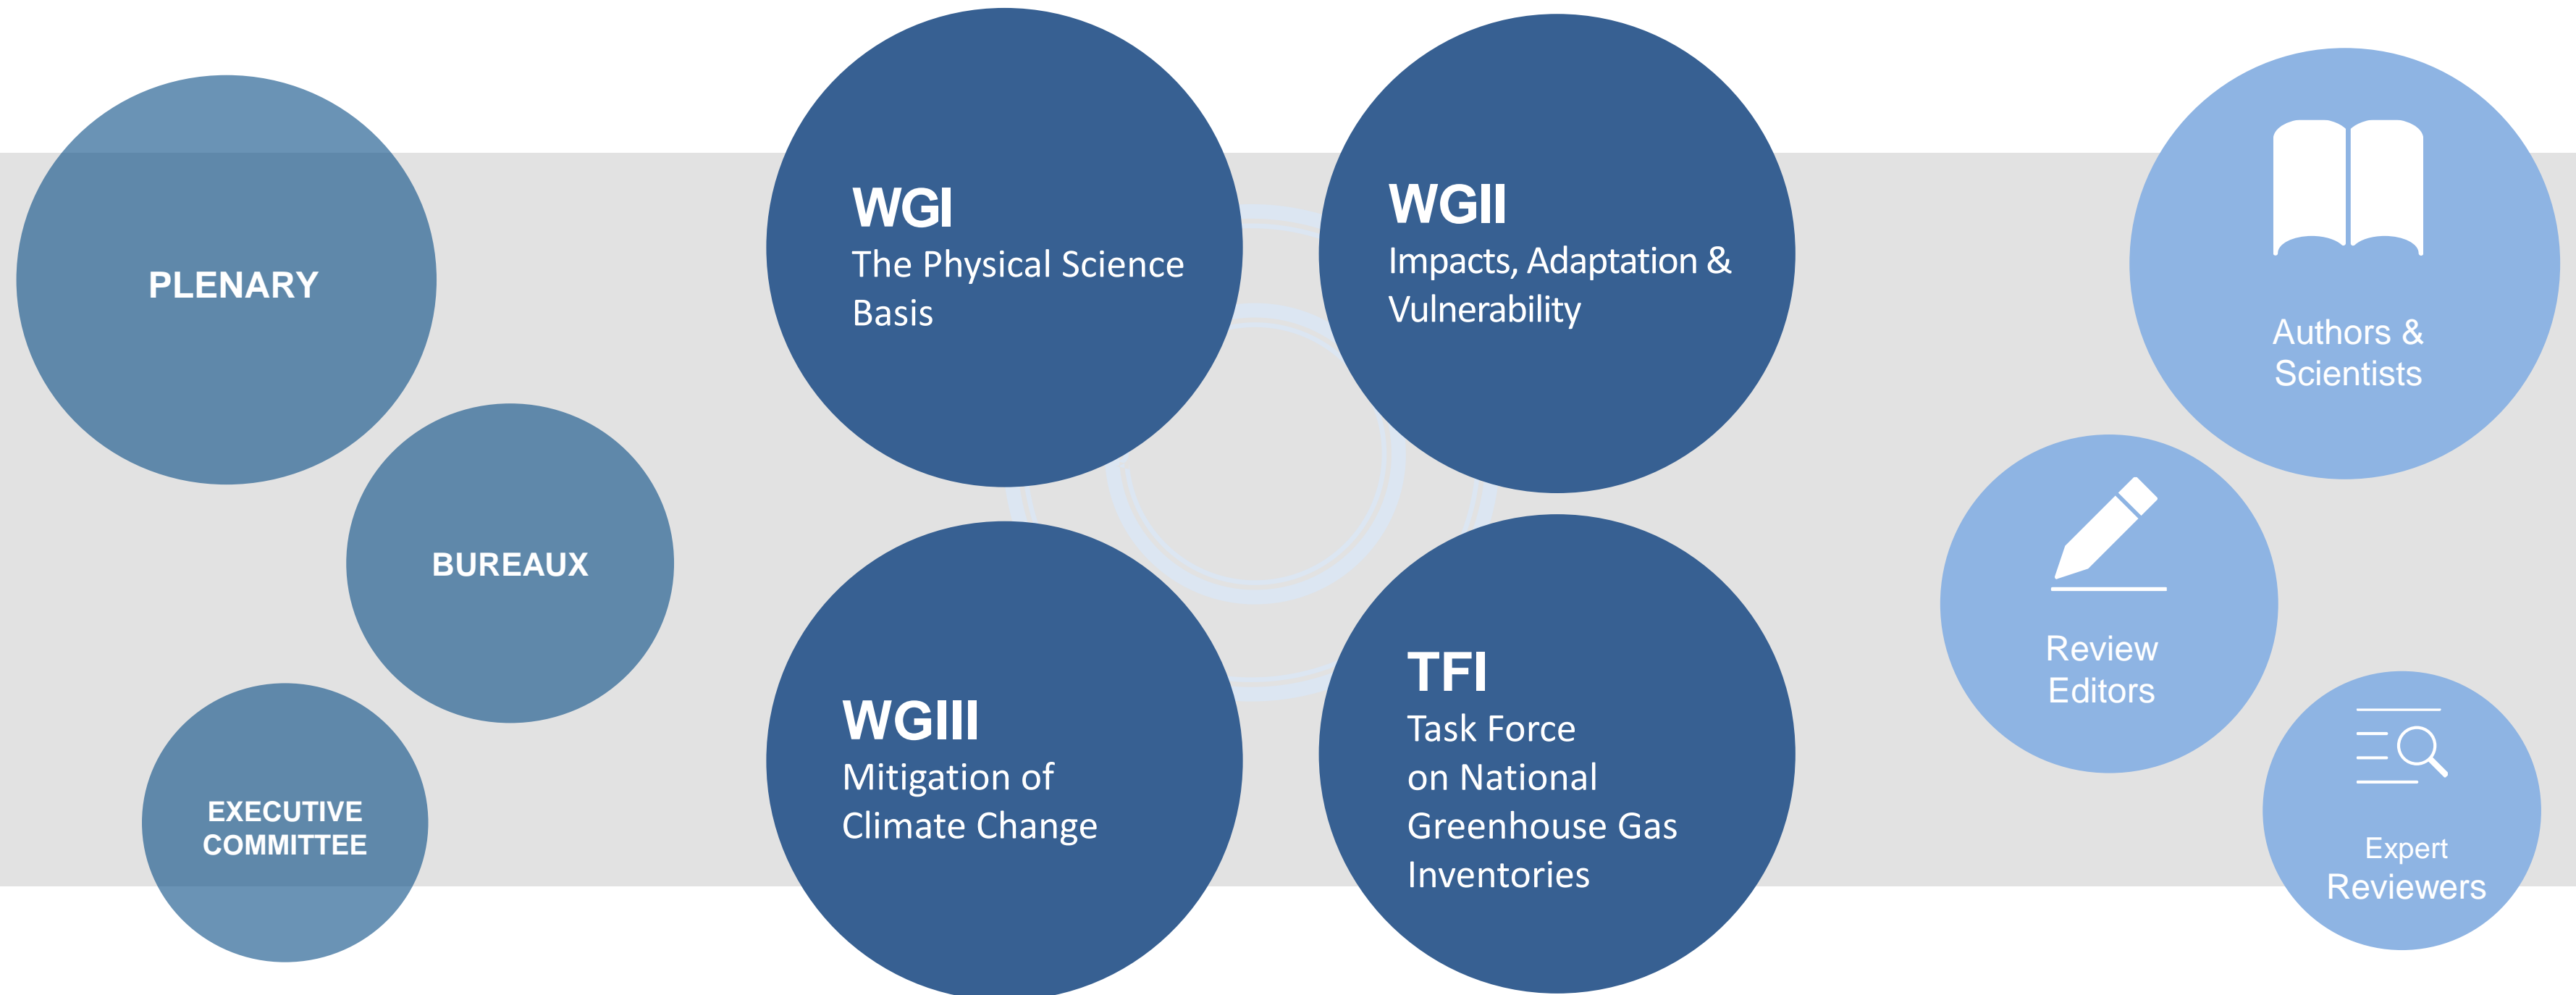 PLENARY
BUREAUX
EXECUTIVE
COMMITTEE
WGI
The Physical Science
Basis
WGII
Impacts, Adaptation &
Vulnerability
WGIII
Mitigation of
Climate Change
TFI
Task Force
on National
Greenhouse Gas
Inventories
Authors &
Scientists
Review
Editors
Expert
Reviewers